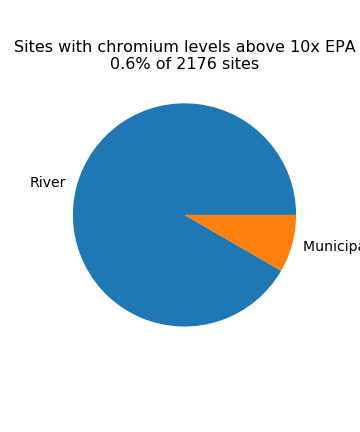 Sites with chromium levels above 10x EPA
0.6% of 2176 sites
River
Municipa